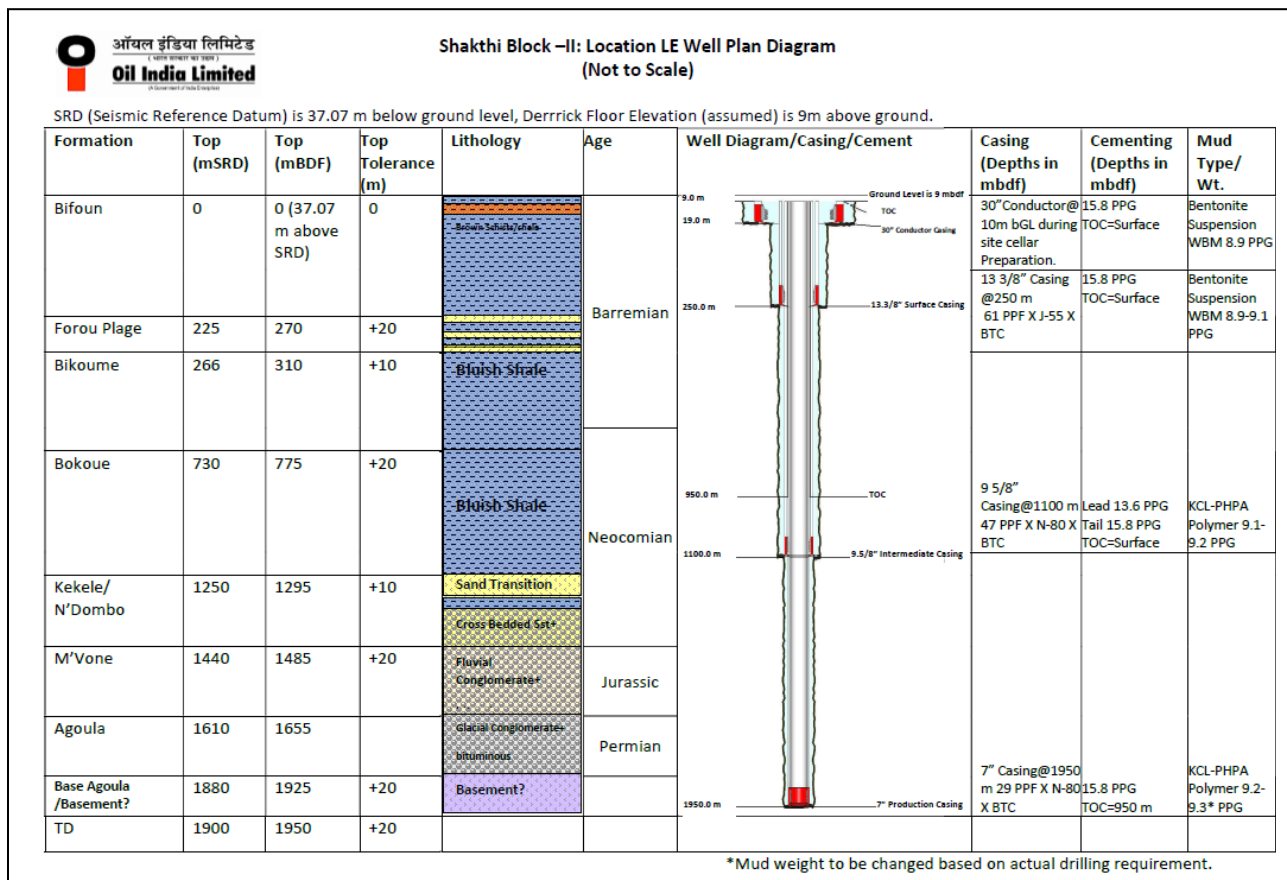 ऑयल इंडिया लिमिटेड
( भारत सरकार का उद्यम )
Oil India Limited
(A Government of India Enterprise)
Shakthi Block –II: Location LE Well Plan Diagram
(Not to Scale)
SRD (Seismic Reference Datum) is 37.07 m below ground level, Derrrick Floor Elevation (assumed) is 9m above ground.
Formation
Top
(mSRD)
Top
(mBDF)
Top
Tolerance
(m)
Lithology
Age
Well Diagram/Casing/Cement
Casing
(Depths in
mbdf)
Cementing
(Depths in
mbdf)
Mud
Type/
Wt.
Bifoun
0
0 (37.07
m above
SRD)
0
Brown Schists/shale
Forou Plage
225
270
+20
Bikoume
266
310
+10
Bluish Shale
Bokoue
730
775
+20
Bluish Shale
Kekele/
N’Dombo
1250
1295
+10
Sand Transition
Cross Bedded Sst+
M’Vone
1440
1485
+20
Fluvial
Conglomerate+
Agoula
1610
1655
Glacial Conglomerate+
bituminous
Base Agoula
/Basement?
1880
1925
+20
Basement?
TD
1900
1950
+20
Barremian
Neocomian
Jurassic
Permian
9.0 m
Ground Level is 9 mbdf
TOC
19.0 m
30” Conductor Casing
250.0 m
13.3/8” Surface Casing
950.0 m
TOC
1100.0 m
9.5/8” Intermediate Casing
1950.0 m
7” Production Casing
30”Conductor@
10m bGL during
site cellar
Preparation.
15.8 PPG
TOC=Surface
Bentonite
Suspension
WBM 8.9 PPG
13 3/8” Casing
@250 m
61 PPF X J-55 X
BTC
15.8 PPG
TOC=Surface
Bentonite
Suspension
WBM 8.9-9.1
PPG
9 5/8”
Casing@1100 m
47 PPF X N-80 X
BTC
Lead 13.6 PPG
Tail 15.8 PPG
TOC=Surface
KCL-PHPA
Polymer 9.1-
9.2 PPG
7” Casing@1950
m 29 PPF X N-80
X BTC
15.8 PPG
TOC=950 m
KCL-PHPA
Polymer 9.2-
9.3* PPG
*Mud weight to be changed based on actual drilling requirement.